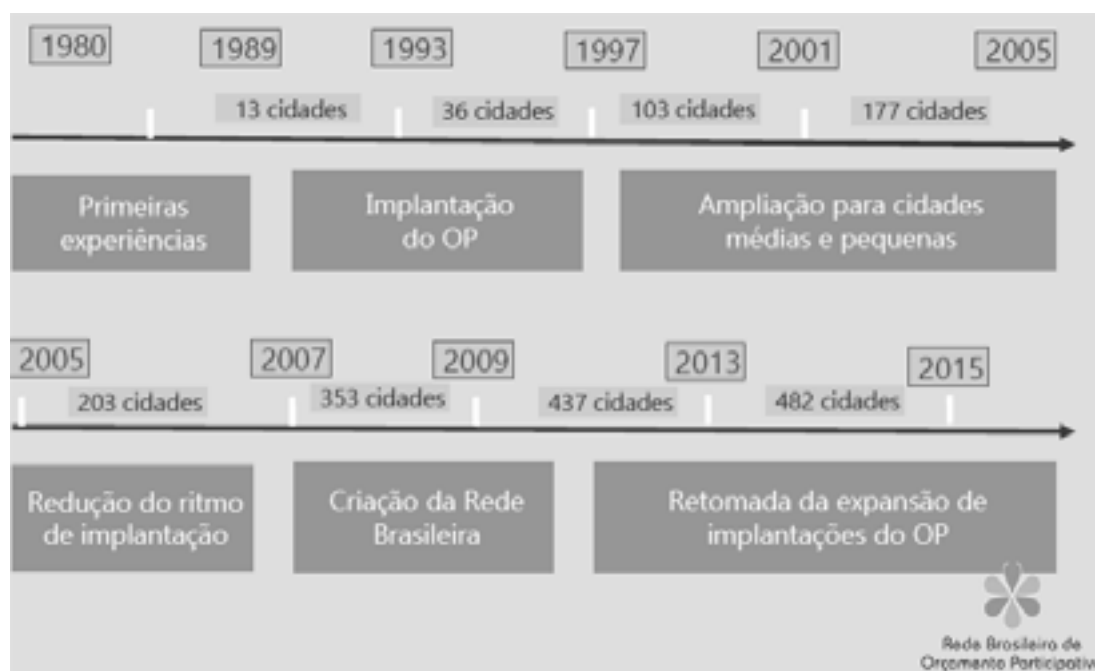 1980 1989 1993 1997 2001 2005
13 cidades 36 cidades 103 cidades 177 cidades
Primeiras
experiências
Implantação
do OP
Ampliação para cidades
médias e pequenas
2005 2007 2009 2013 2015
203 cidades 353 cidades 437 cidades 482 cidades
Redução do ritmo
de implantação
Criação da Rede
Brasileira
Retomada da expansão de
implantações do OP
Rede Brasileiro de
Orçamento Participativo